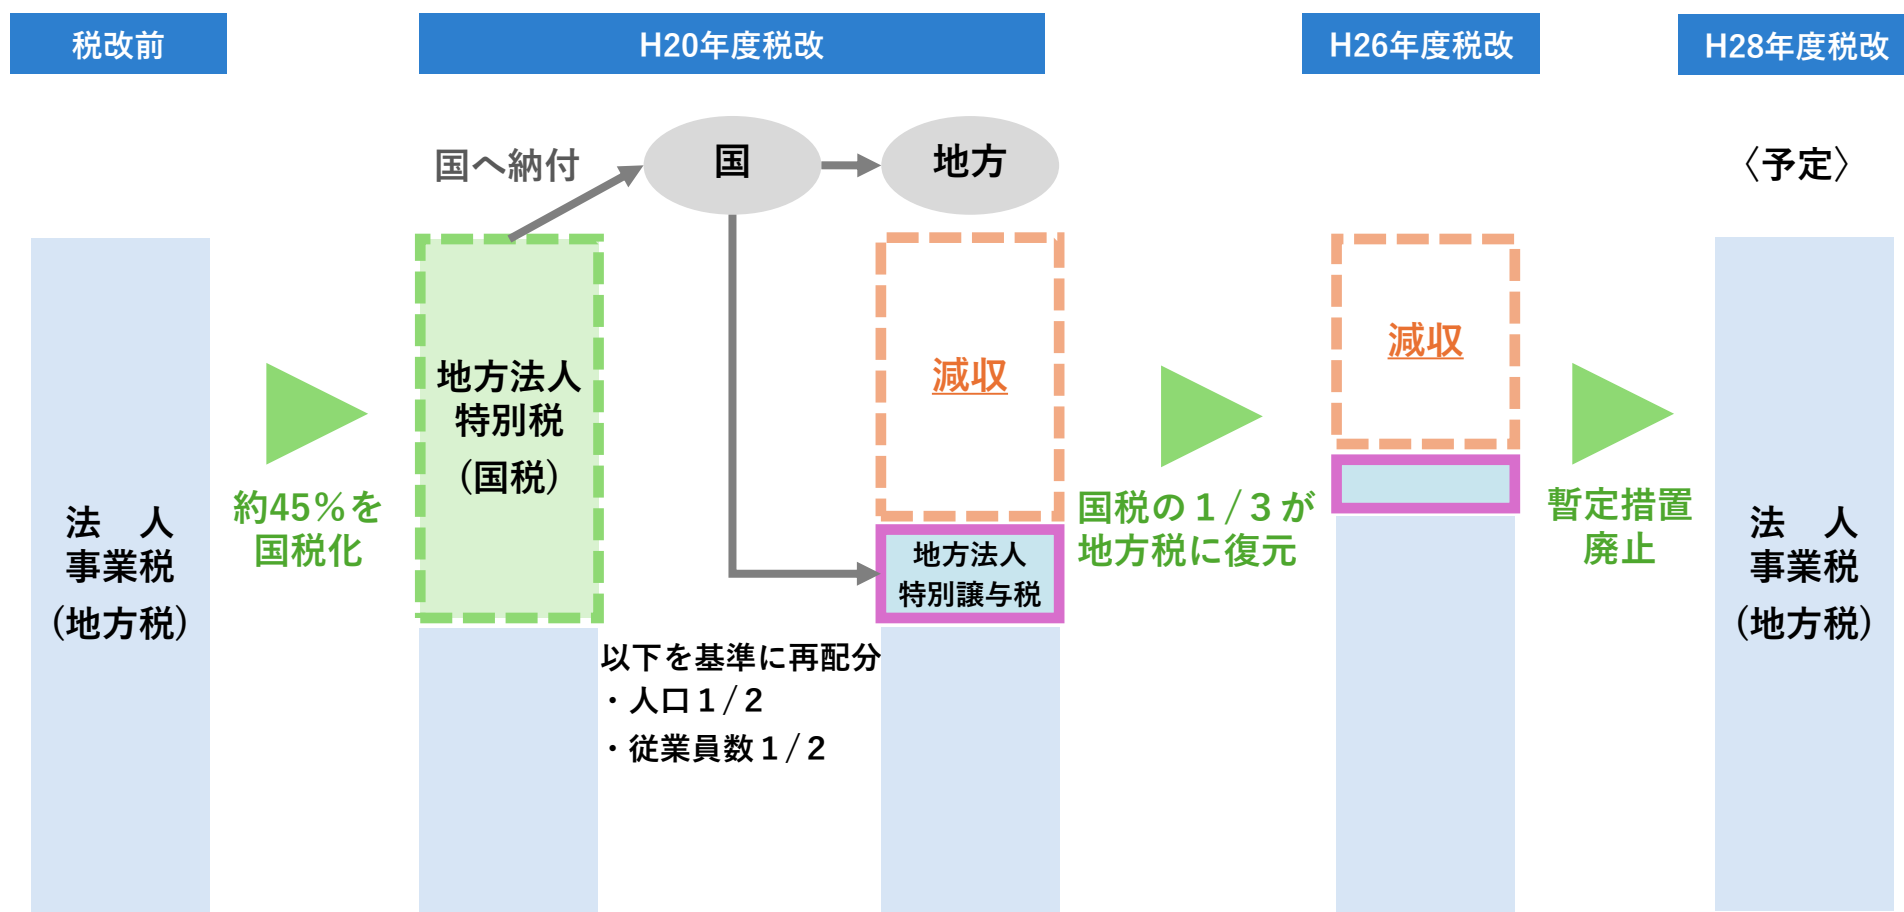 税改前
H20年度税改
H26年度税改
H28年度税改
国へ納付
国
地方
〈予定〉
法　人
事業税
(地方税)
約45%を
国税化
地方法人
特別税
(国税)
以下を基準に再配分
・人口１/２
・従業員数１/２
減収
地方法人
特別譲与税
国税の１/３が
地方税に復元
減収
暫定措置
廃止
法　人
事業税
(地方税)